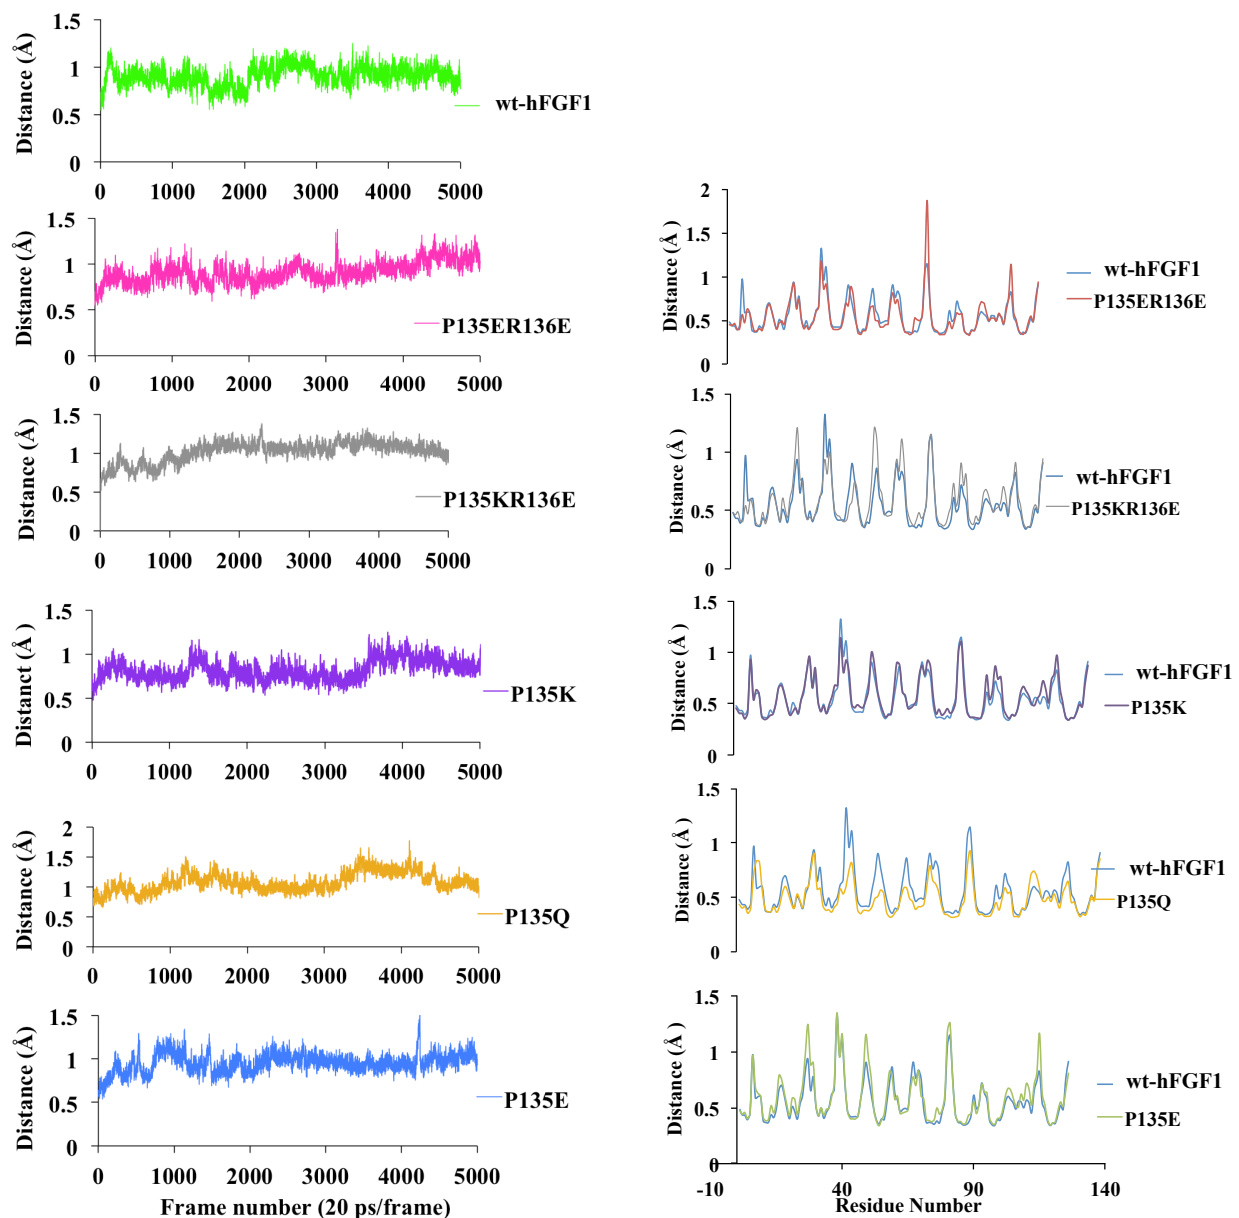 1.5
1
0.5
0
Distance (Å)
0 1000 2000 3000 4000 5000
wt-hFGF1
1.5
1
0.5
0
Distance (Å)
0 1000 2000 3000 4000 5000
P135ER136E
1.5
1
0.5
0
Distance (Å)
0 1000 2000 3000 4000 5000
P135KR136E
1.5
1
0.5
0
Distanct (Å )
0 1000 2000 3000 4000 5000
P135K
2
1.5
1
0.5
0
Distance (Å)
0 1000 2000 3000 4000 5000
P135Q
1.5
1
0.5
0
Distance (Å)
0 1000 2000 3000 4000 5000
P135E
Frame number (20 ps/frame)
2
1.5
1
0.5
0
Distance (Å )
wt-hFGF1
P135ER136E
1.5
1
0.5
0
Distance (Å )
wt-hFGF1
P135KR136E
1.5
1
0.5
0
Distance (Å )
wt-hFGF1
P135K
1.5
1
0.5
0
Distance (Å )
wt-hFGF1
P135Q
1.5
1
0.5
0
Distance (Å )
wt-hFGF1
P135E
-10 40 90 140
Residue Number